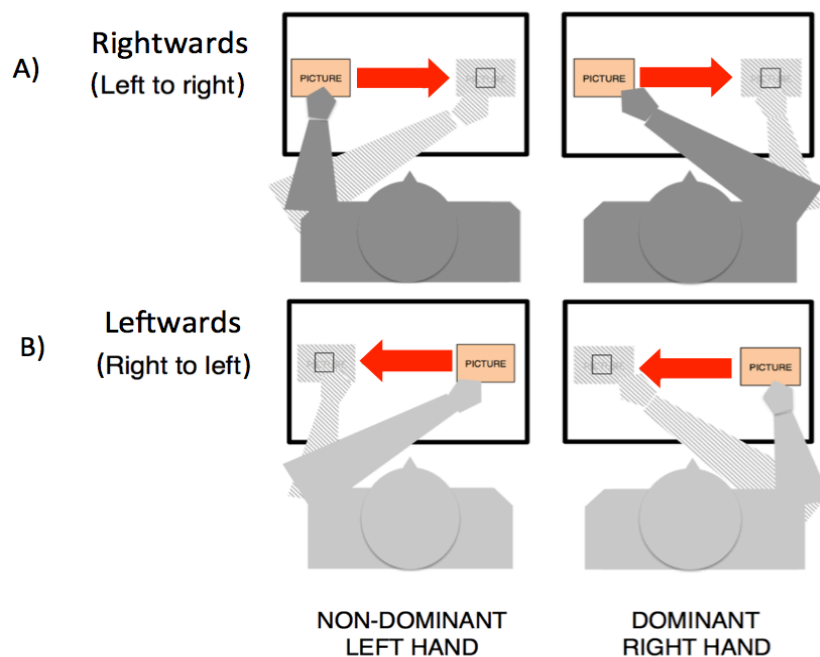 A)
Rightwards
(Left to right)
PICTURE
PICTURE
B)
Leftwards
(Right to left)
PICTURE
PICTURE
NON-DOMINANT
LEFT HAND
DOMINANT
RIGHT HAND